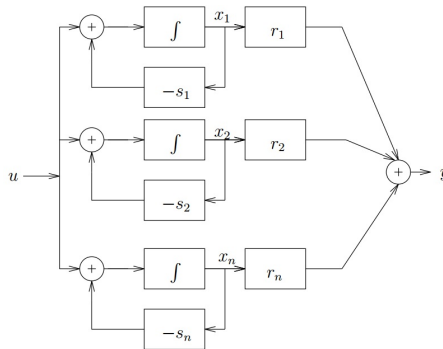 + ∫ x₁ r₁
−s₁
+ ∫ x₂ r₂
−s₂
u + y
+ ∫ xₙ rₙ
−sₙ